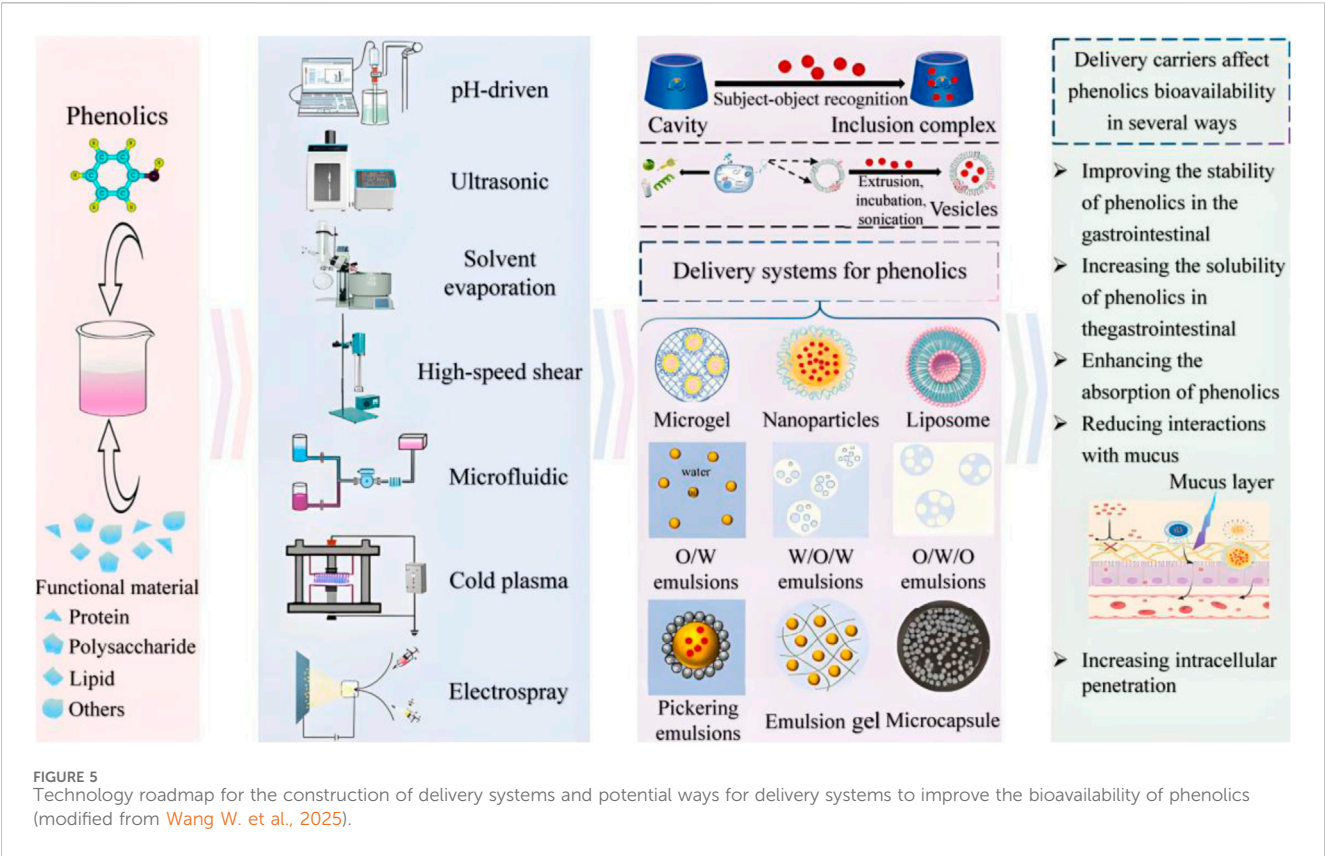 Phenolics
Functional material
Protein
Polysaccharide
Lipid
Others
pH-driven
Ultrasonic
Solvent
evaporation
High-speed shear
Microfluidic
Cold plasma
Electrospray
Subject-object recognition
Cavity
Inclusion complex
Extrusion,
incubation,
sonication
Vesicles
Delivery systems for phenolics
Microgel
Nanoparticles
Liposome
water
O/W
emulsions
W/O/W
emulsions
O/W/O
emulsions
Pickering
emulsions
Emulsion gel
Microcapsule
Delivery carriers affect
phenolics bioavailability
in several ways
Improving the stability
of phenolics in the
gastrointestinal
Increasing the solubility
of phenolics in
thegastrointestinal
Enhancing the
absorption of phenolics
Reducing interactions
with mucus
Mucus layer
Increasing intracellular
penetration
FIGURE 5
Technology roadmap for the construction of delivery systems and potential ways for delivery systems to improve the bioavailability of phenolics
(modified from Wang W. et al., 2025).